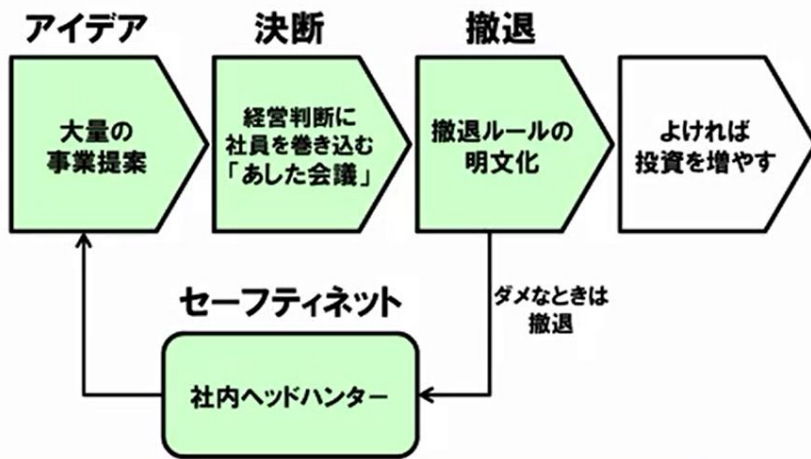 アイデア
決断
撤退
大量の
事業提案
経営判断に
社員を巻き込む
「あした会議」
撤退ルールの
明文化
よければ
投資を増やす
セーフティネット
ダメなときは
撤退
社内ヘッドハンター